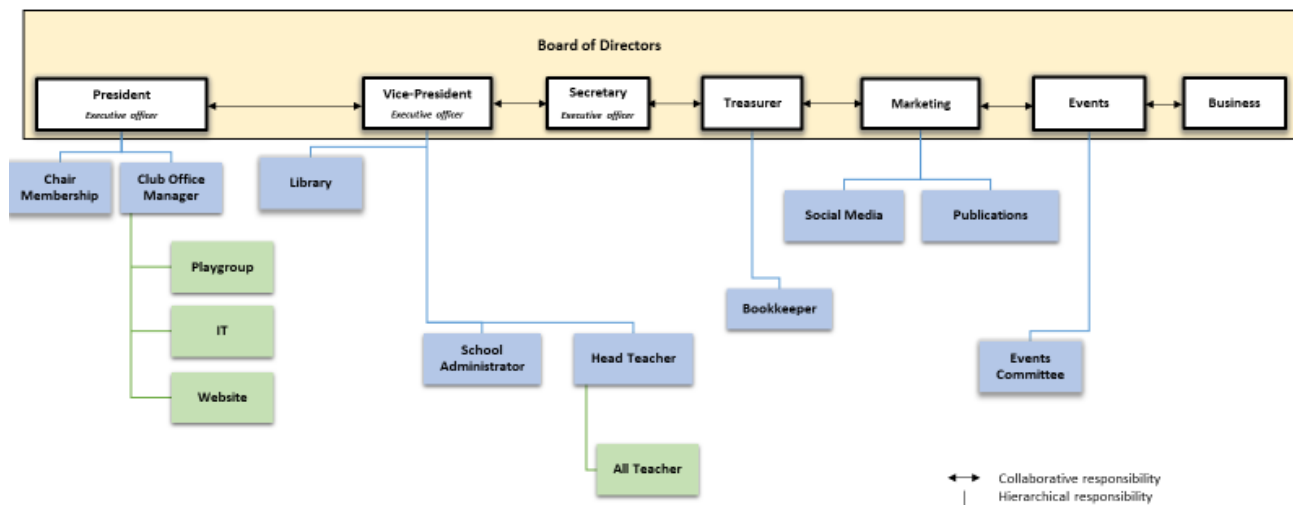 Board of Directors
President
Executive officer
Vice-President
Executive officer
Secretary
Executive officer
Treasurer
Marketing
Events
Business
Chair
Membership
Club Office
Manager
Library
Social Media
Publications
Playgroup
IT
Website
Bookkeeper
School
Administrator
Head Teacher
Events
Committee
All Teacher
Collaborative responsibility
Hierarchical responsibility